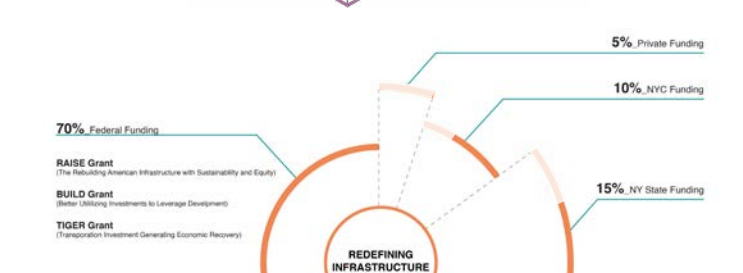 5%_Private Funding
10%_NYC Funding
70%_Federal Funding
RAISE Grant
(The Rebuilding American Infrastructure with Sustainability and Equity)
BUILD Grant
(Better Utilizing Investments to Leverage Develpment)
TIGER Grant
(Transporation Investment Generating Economic Recovery)
15%_NY State Funding
REDEFINING
INFRASTRUCTURE